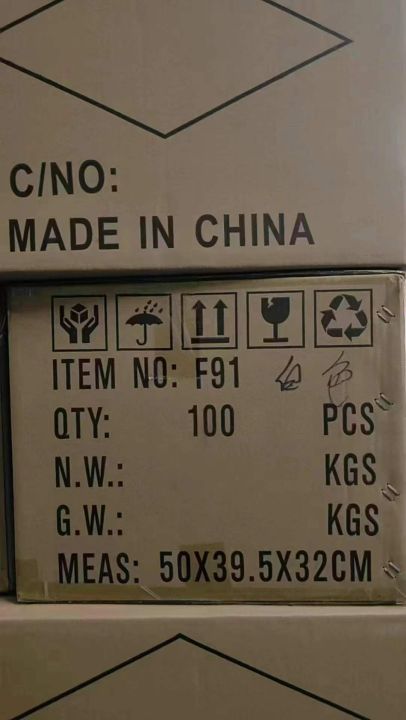 C/NO:
MADE IN CHINA
ITEM NO: F91 白色
QTY: 100 PCS
N.W.: KGS
G.W.: KGS
MEAS: 50X39.5X32CM